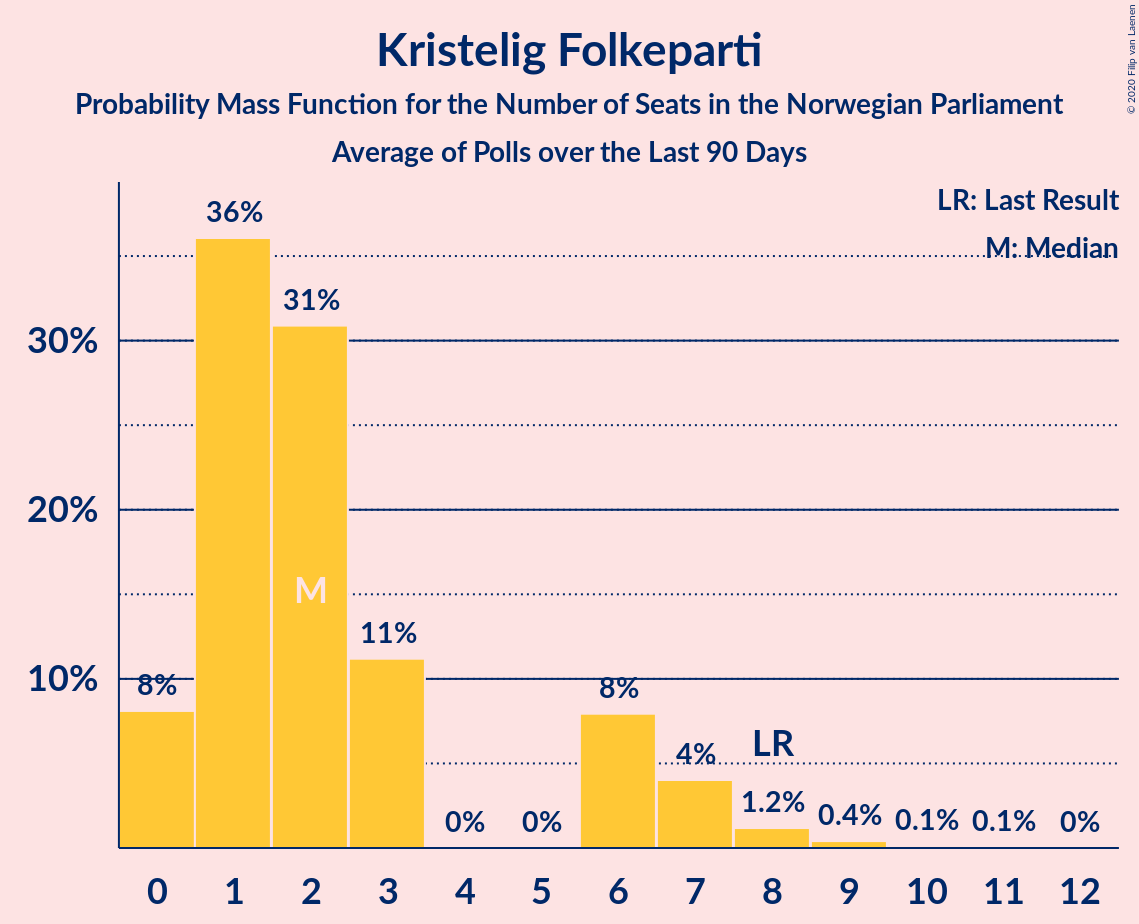 Kristelig Folkeparti
Probability Mass Function for the Number of Seats in the Norwegian Parliament
Average of Polls over the Last 90 Days
© 2020 Filip van Laenen
LR: Last Result
M: Median
36%
31%
30%
20%
M
11%
10%
8%
8%
4%
LR
1.2%
0.4%
0.1%
0.1%
0%
0%
0%
0 1 2 3 4 5 6 7 8 9 10 11 12